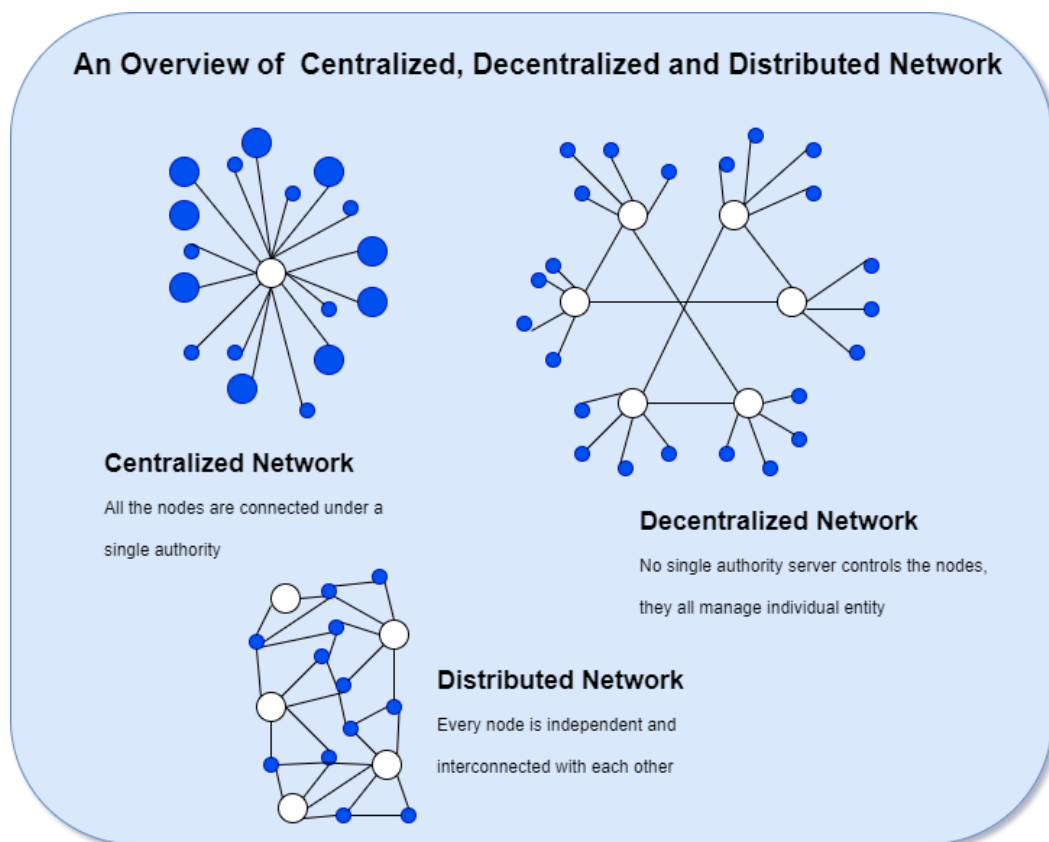 An Overview of  Centralized, Decentralized and Distributed Network
Centralized Network
All the nodes are connected under a
single authority
Decentralized Network
No single authority server controls the nodes,
they all manage individual entity
Distributed Network
Every node is independent and
interconnected with each other